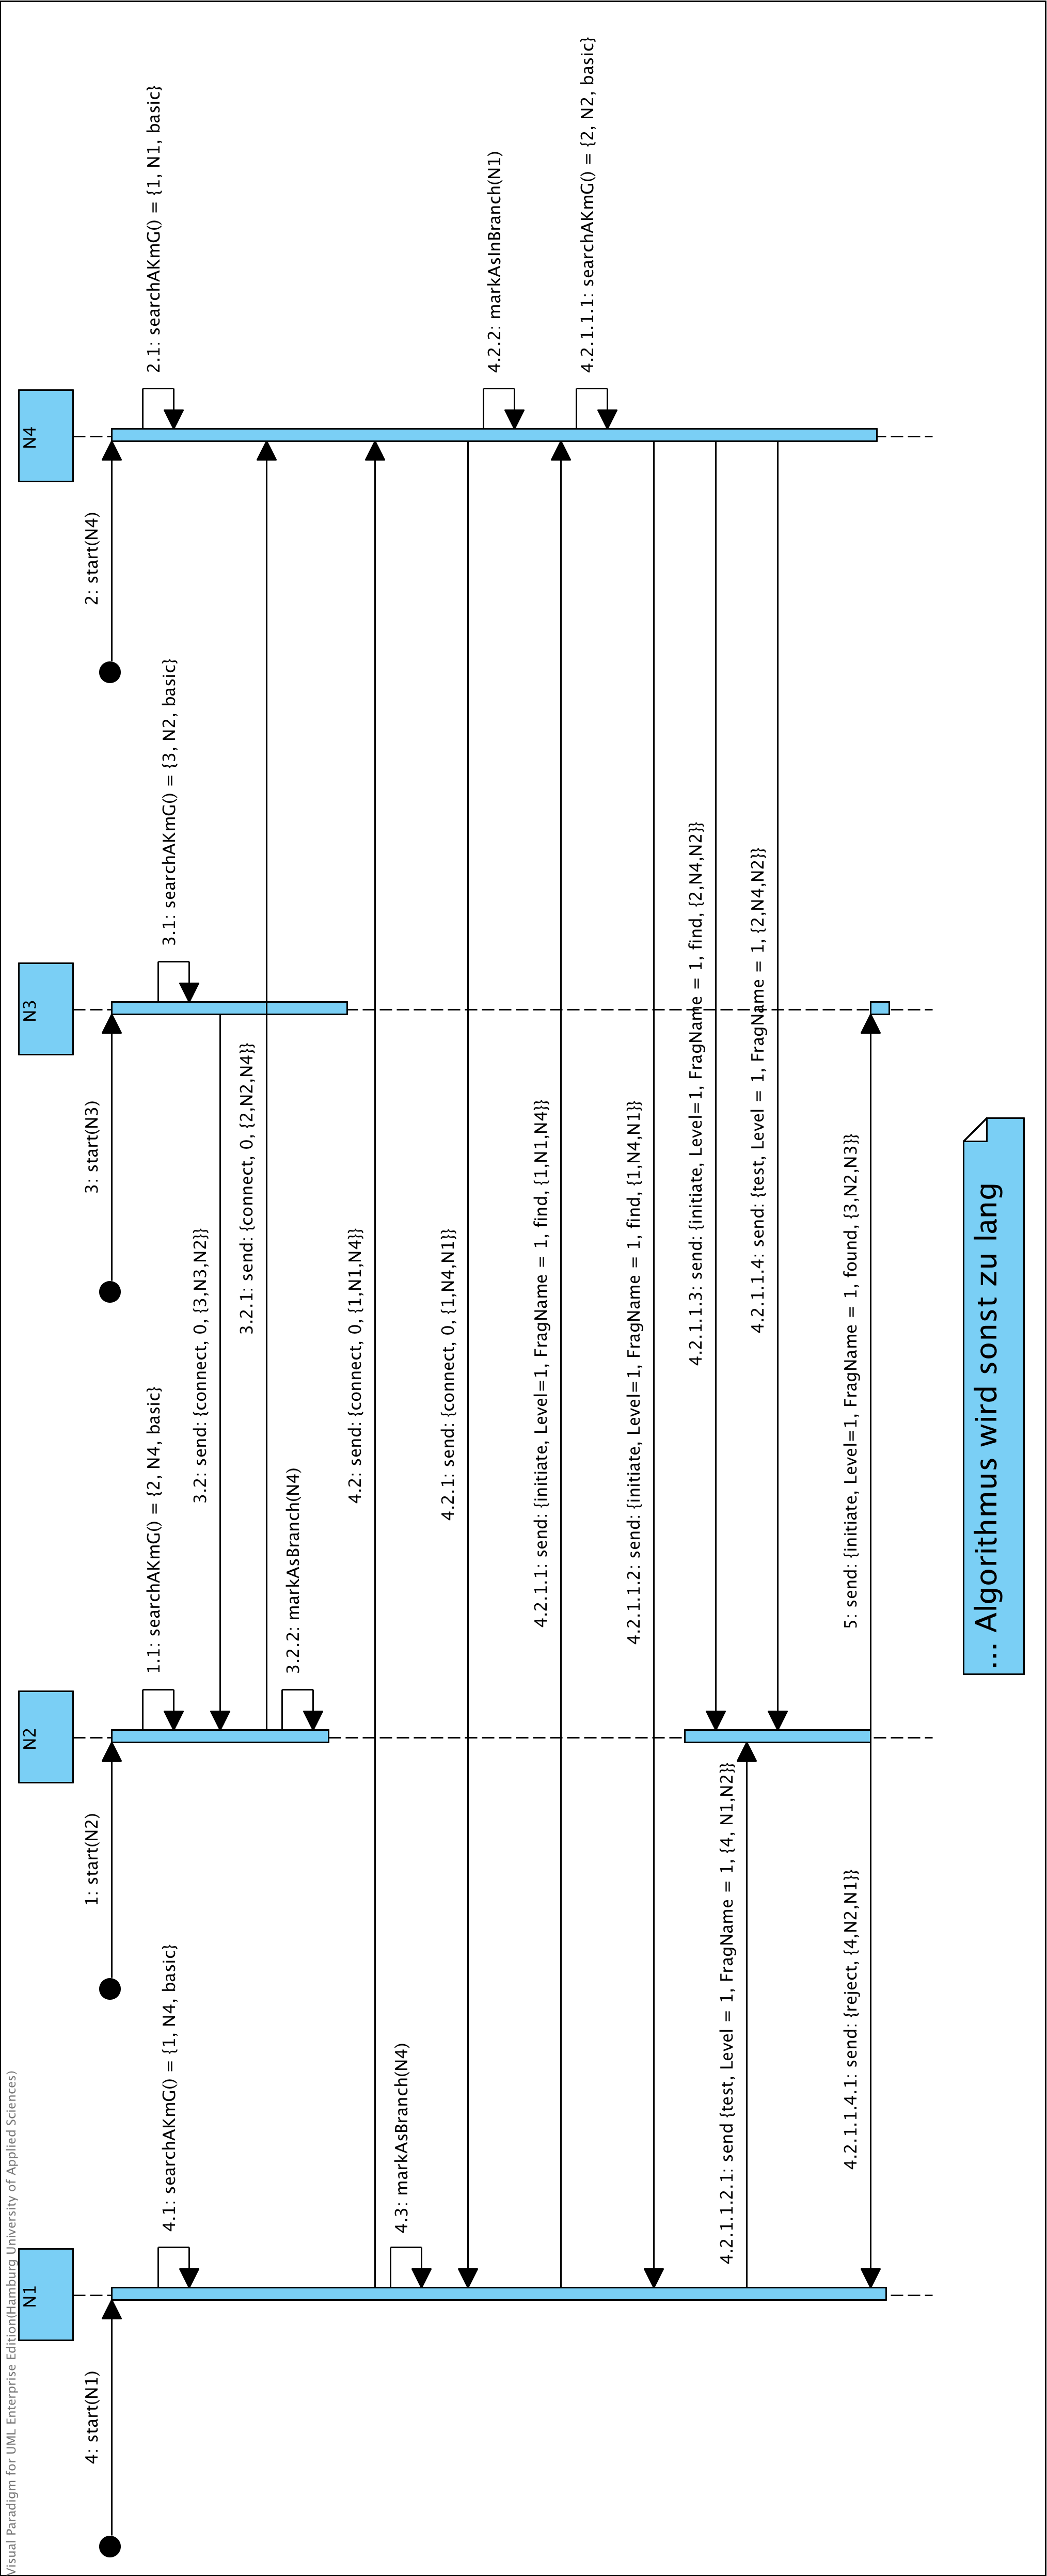 Visual Paradigm for UML Enterprise Edition(Hamburg University of Applied Sciences)
N1
N2
N3
N4
4: start(N1)
1: start(N2)
3: start(N3)
2: start(N4)
1.1: searchAKmG() = {2, N4, basic}
2.1: searchAKmG() = {1, N1, basic}
4.1: searchAKmG() = {1, N4, basic}
3.1: searchAKmG() = {3, N2, basic}
3.2: send: {connect, 0, {3,N3,N2}}
3.2.1: send: {connect, 0, {2,N2,N4}}
3.2.2: markAsBranch(N4)
4.2: send: {connect, 0, {1,N1,N4}}
4.3: markAsBranch(N4)
4.2.1: send: {connect, 0, {1,N4,N1}}
4.2.2: markAsInBranch(N1)
4.2.1.1: send: {initiate, Level=1, FragName = 1, find, {1,N1,N4}}
4.2.1.1.1: searchAKmG() = {2, N2, basic}
4.2.1.1.2: send: {initiate, Level=1, FragName = 1, find, {1,N4,N1}}
4.2.1.1.3: send: {initiate, Level=1, FragName = 1, find, {2,N4,N2}}
4.2.1.1.2.1: send {test, Level = 1, FragName = 1, {4, N1,N2}}
4.2.1.1.4: send: {test, Level = 1, FragName = 1, {2,N4,N2}}
4.2.1.1.4.1: send: {reject, {4,N2,N1}}
5: send: {initiate, Level=1, FragName = 1, found, {3,N2,N3}}
... Algorithmus wird sonst zu lang